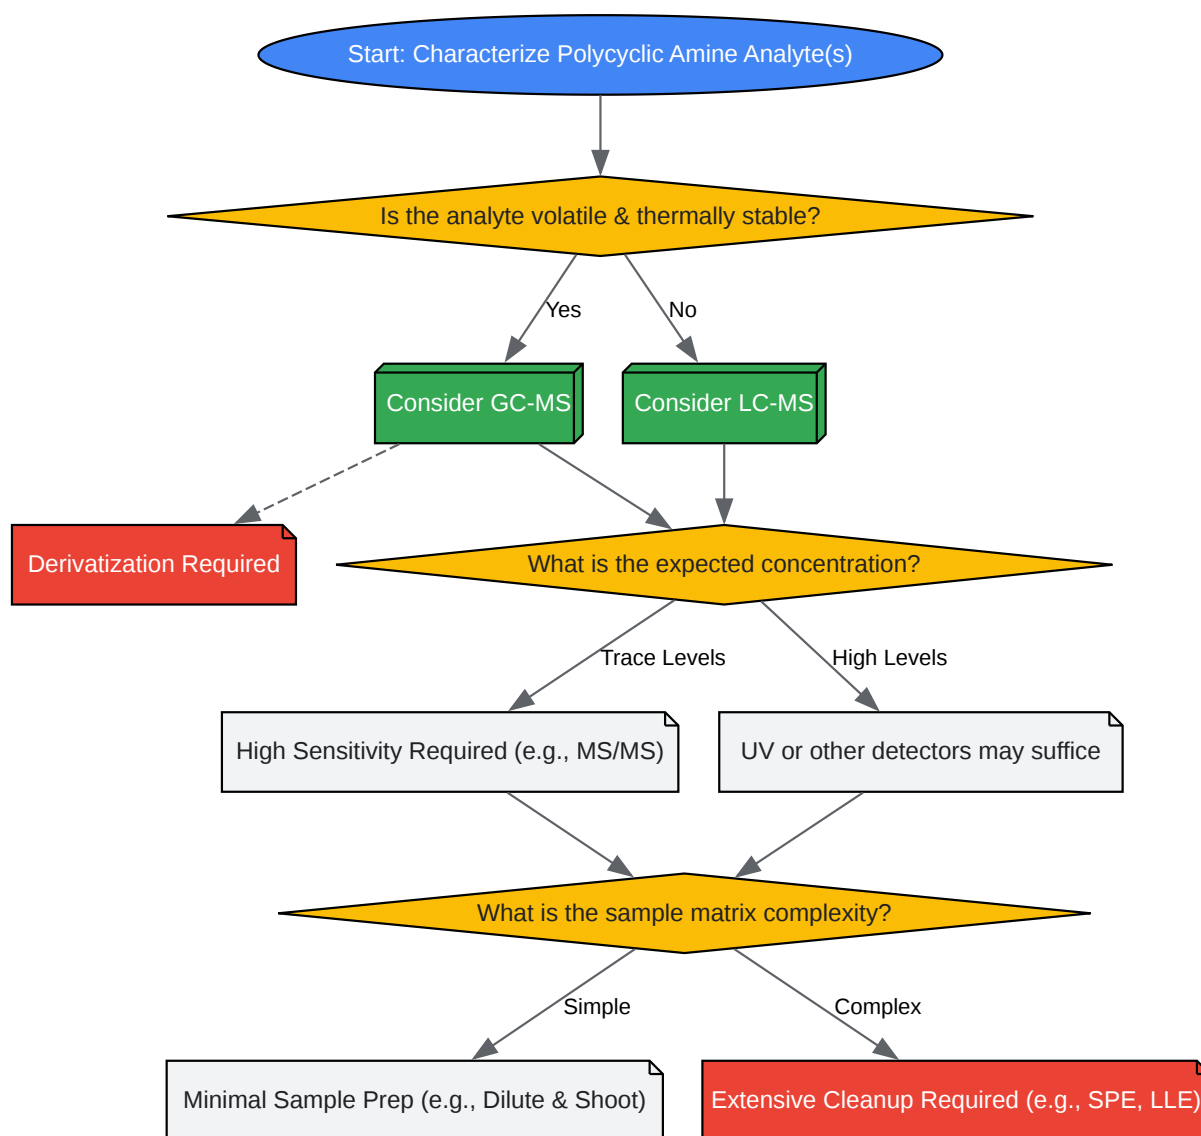 Start: Characterize Polycyclic Amine Analyte(s)
Is the analyte volatile & thermally stable?
Yes
No
Consider GC-MS
Consider LC-MS
Derivatization Required
What is the expected concentration?
Trace Levels
High Levels
High Sensitivity Required (e.g., MS/MS)
UV or other detectors may suffice
What is the sample matrix complexity?
Simple
Complex
Minimal Sample Prep (e.g., Dilute & Shoot)
Extensive Cleanup Required (e.g., SPE, LLE)